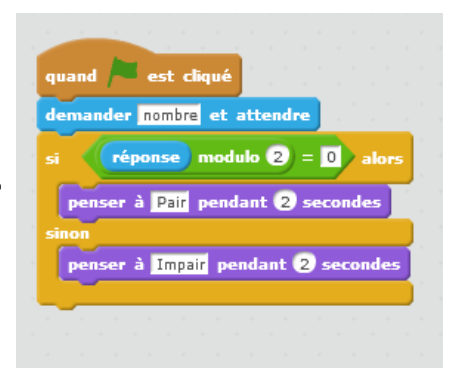 quand est cliqué
demander nombre et attendre
si réponse modulo 2 = 0 alors
penser à Pair pendant 2 secondes
sinon
penser à Impair pendant 2 secondes